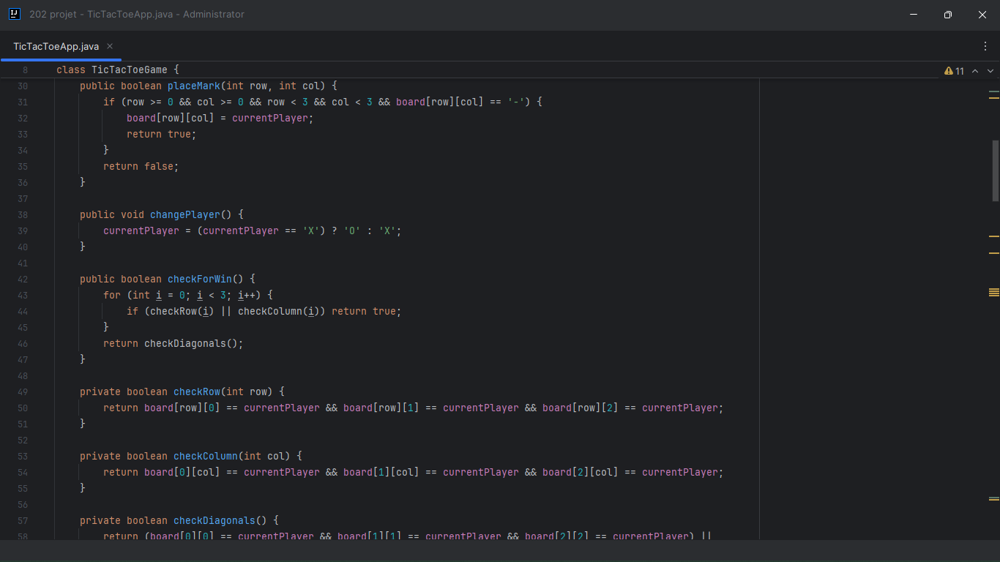 202 projet - TicTacToeApp.java - Administrator
TicTacToeApp.java
8 class TicTacToeGame {
11
30 public boolean placeMark(int row, int col) {
31 if (row >= 0 && col >= 0 && row < 3 && col < 3 && board[row][col] == '-') {
32 board[row][col] = currentPlayer;
33 return true;
34 }
35 return false;
36 }
37
38 public void changePlayer() {
39 currentPlayer = (currentPlayer == 'X') ? 'O' : 'X';
40 }
41
42 public boolean checkForWin() {
43 for (int i = 0; i < 3; i++) {
44 if (checkRow(i) || checkColumn(i)) return true;
45 }
46 return checkDiagonals();
47 }
48
49 private boolean checkRow(int row) {
50 return board[row][0] == currentPlayer && board[row][1] == currentPlayer && board[row][2] == currentPlayer;
51 }
52
53 private boolean checkColumn(int col) {
54 return board[0][col] == currentPlayer && board[1][col] == currentPlayer && board[2][col] == currentPlayer;
55 }
56
57 private boolean checkDiagonals() {
58 return (board[0][0] == currentPlayer && board[1][1] == currentPlayer && board[2][2] == currentPlayer) ||